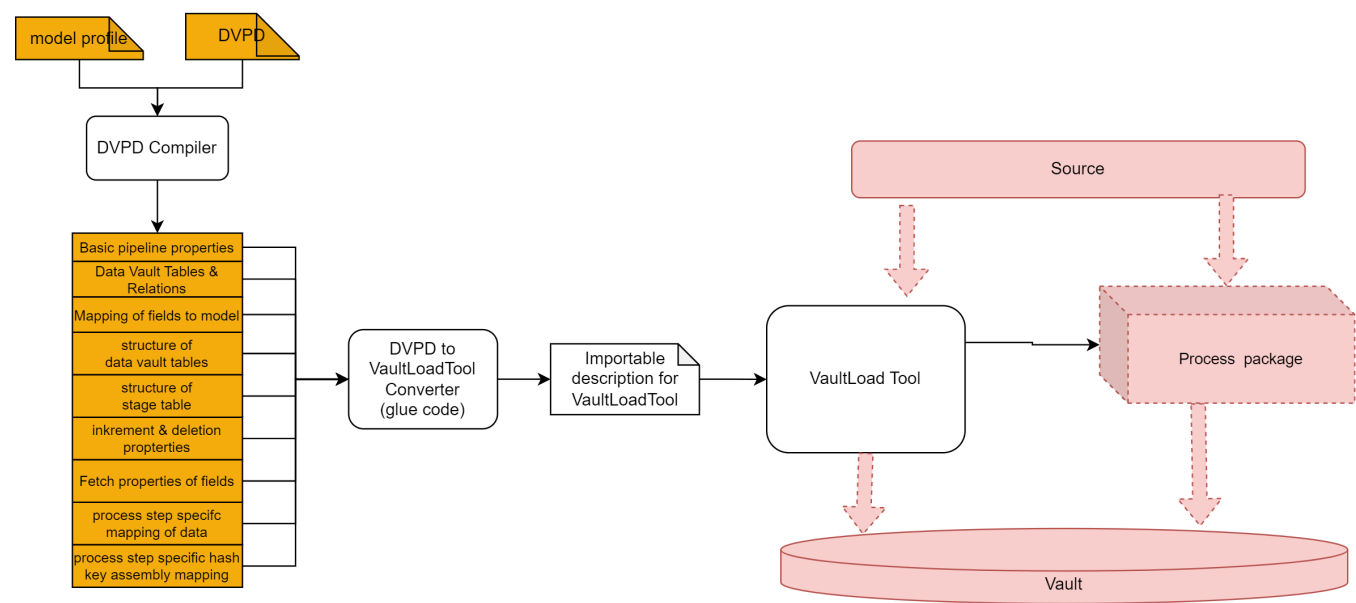 model profile
DVPD
DVPD Compiler
Basic pipeline properties
Data Vault Tables &
Relations
Mapping of fields to model
structure of
data vault tables
structure of
stage table
inkrement & deletion
propterties
Fetch properties of fields
process step specifc
mapping of data
process step specific hash
key assembly mapping
DVPD to
VaultLoadTool
Converter
(glue code)
Importable
description for
VaultLoadTool
VaultLoad Tool
Source
Process  package
Vault